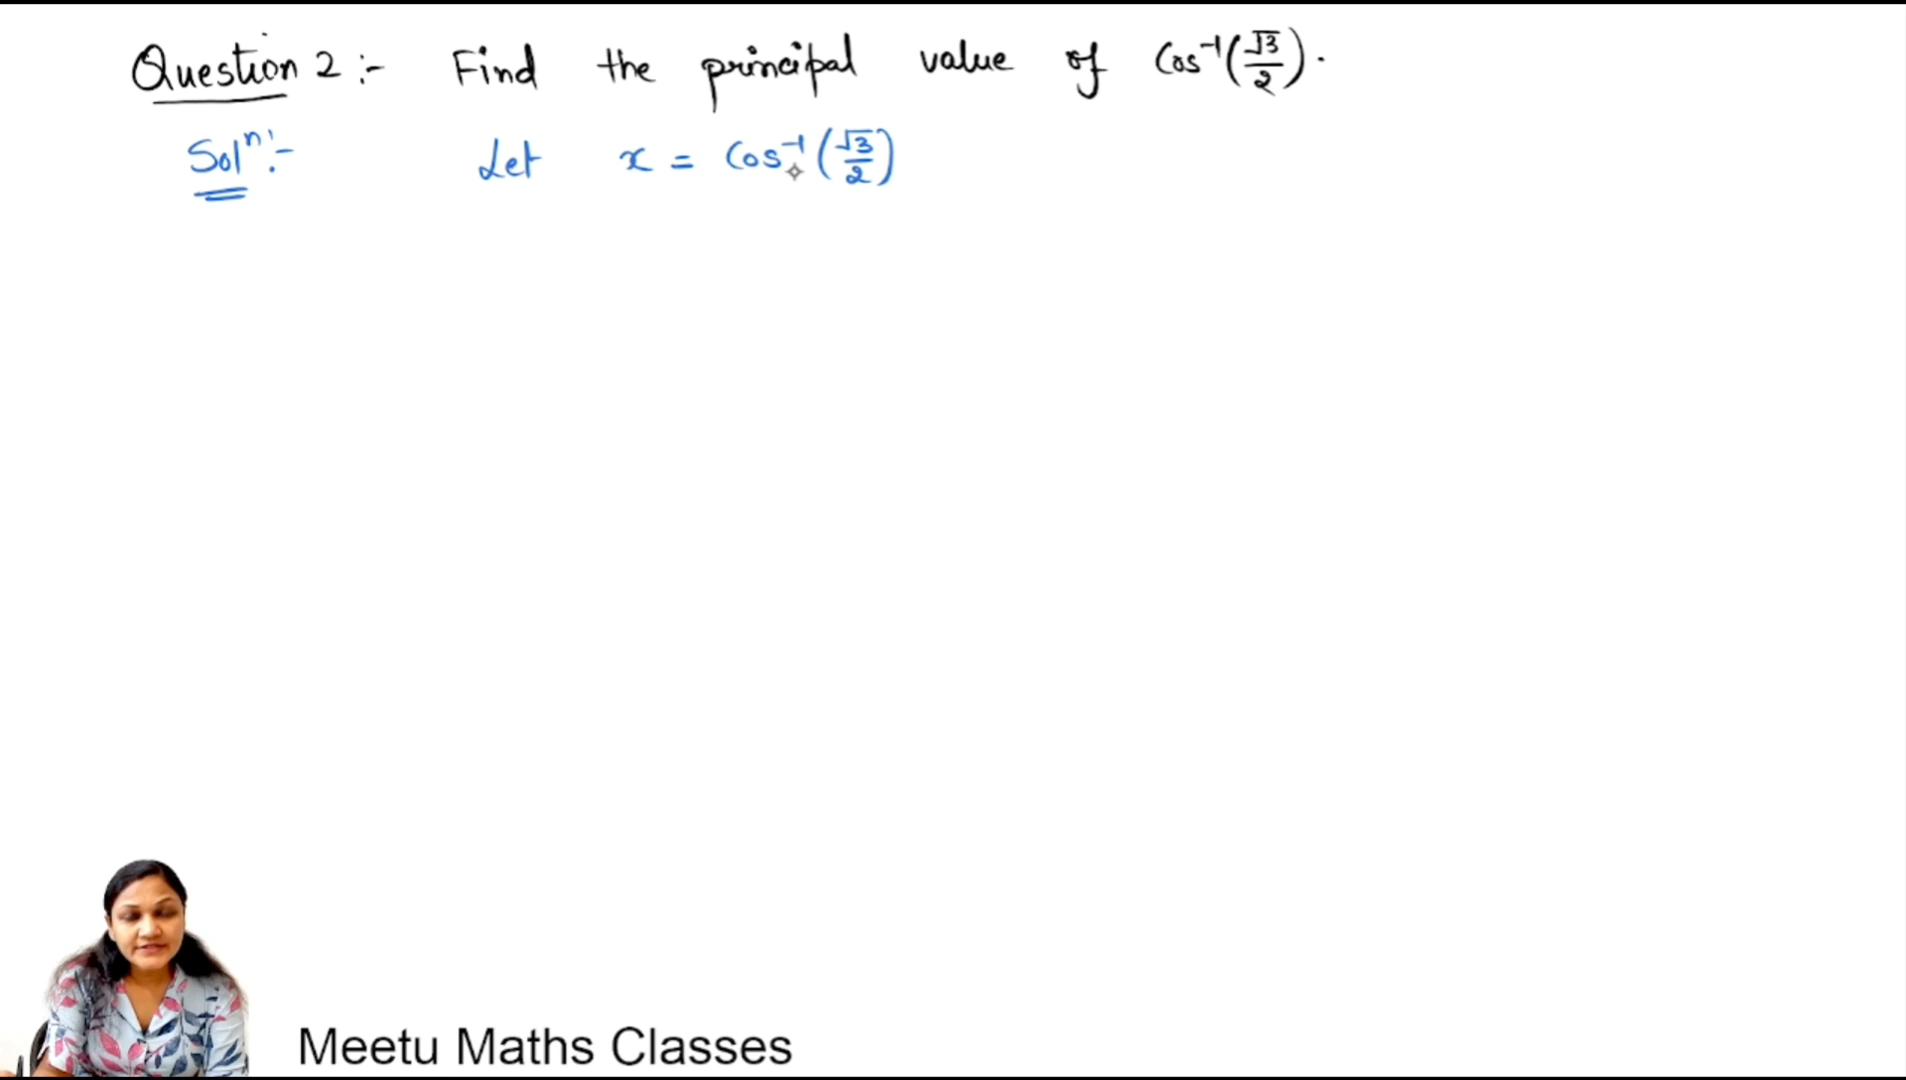 Question 2 :- Find the principal value of Cos⁻¹(√3/2).
Solⁿ:- Let x = Cos⁻¹(√3/2)
Meetu Maths Classes